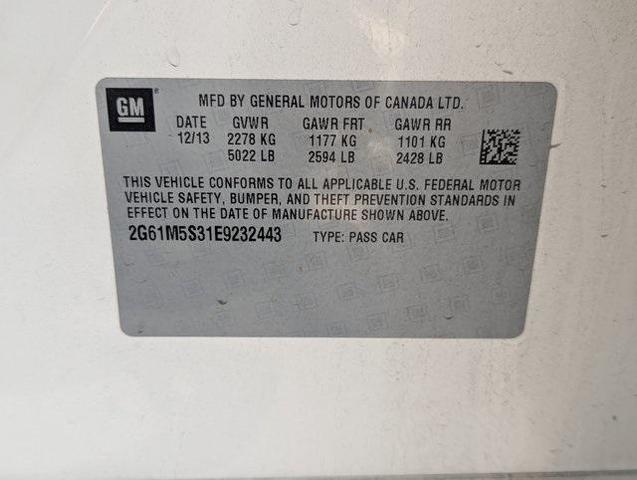 GM ®
MFD BY GENERAL MOTORS OF CANADA LTD.
DATE GVWR GAWR FRT GAWR RR
12/13 2278 KG 1177 KG 1101 KG
5022 LB 2594 LB 2428 LB
THIS VEHICLE CONFORMS TO ALL APPLICABLE U.S. FEDERAL MOTOR
VEHICLE SAFETY, BUMPER, AND THEFT PREVENTION STANDARDS IN
EFFECT ON THE DATE OF MANUFACTURE SHOWN ABOVE.
2G61M5S31E9232443 TYPE: PASS CAR